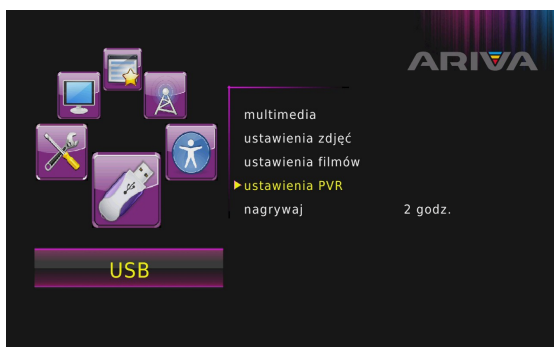 ARIVA
multimedia
ustawienia zdjęć
ustawienia filmów
ustawienia PVR
nagrywaj 2 godz.
USB